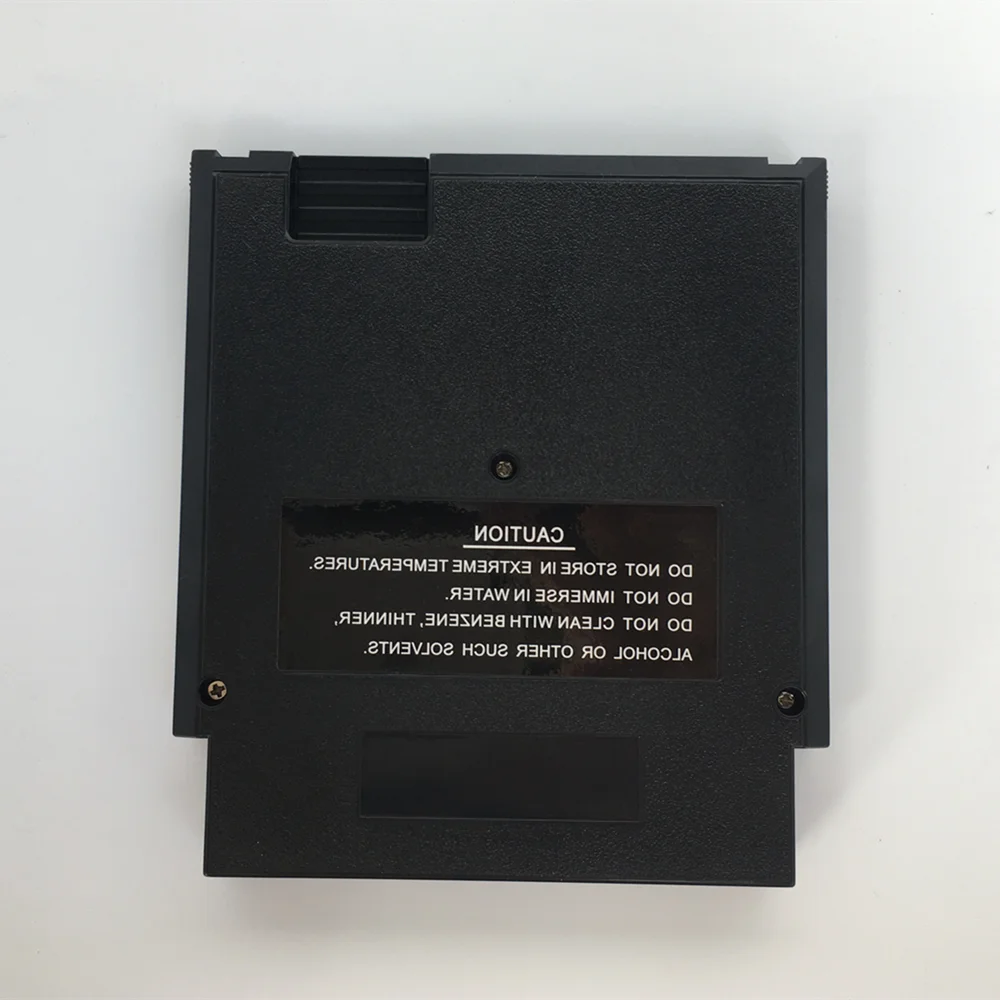 CAUTION
DO NOT STORE IN EXTREME TEMPERATURES.
DO NOT IMMERSE IN WATER.
DO NOT CLEAN WITH BENZENE, THINNER,
ALCOHOL OR OTHER SUCH SOLVENTS.